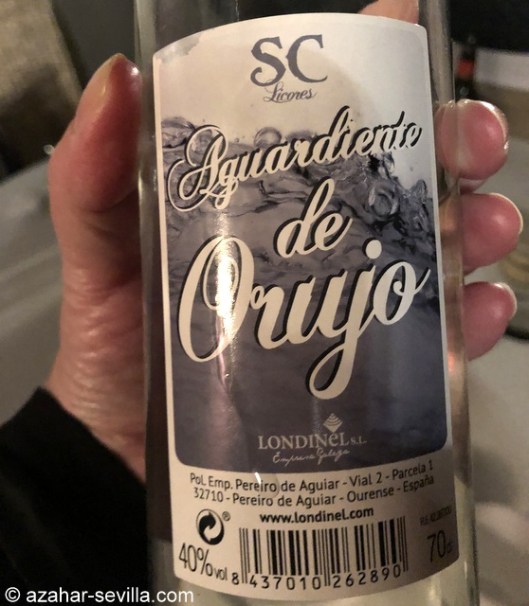 SC
Licores
Aguardiente
de
Orujo
LONDINEL S.L.
Empresa Galega
Pol. Emp. Pereiro de Aguiar - Vial 2 - Parcela 1
32710 - Pereiro de Aguiar - Ourense - España
www.londinel.com
40%vol
8 437010 262890
70cl
© azahar-sevilla.com